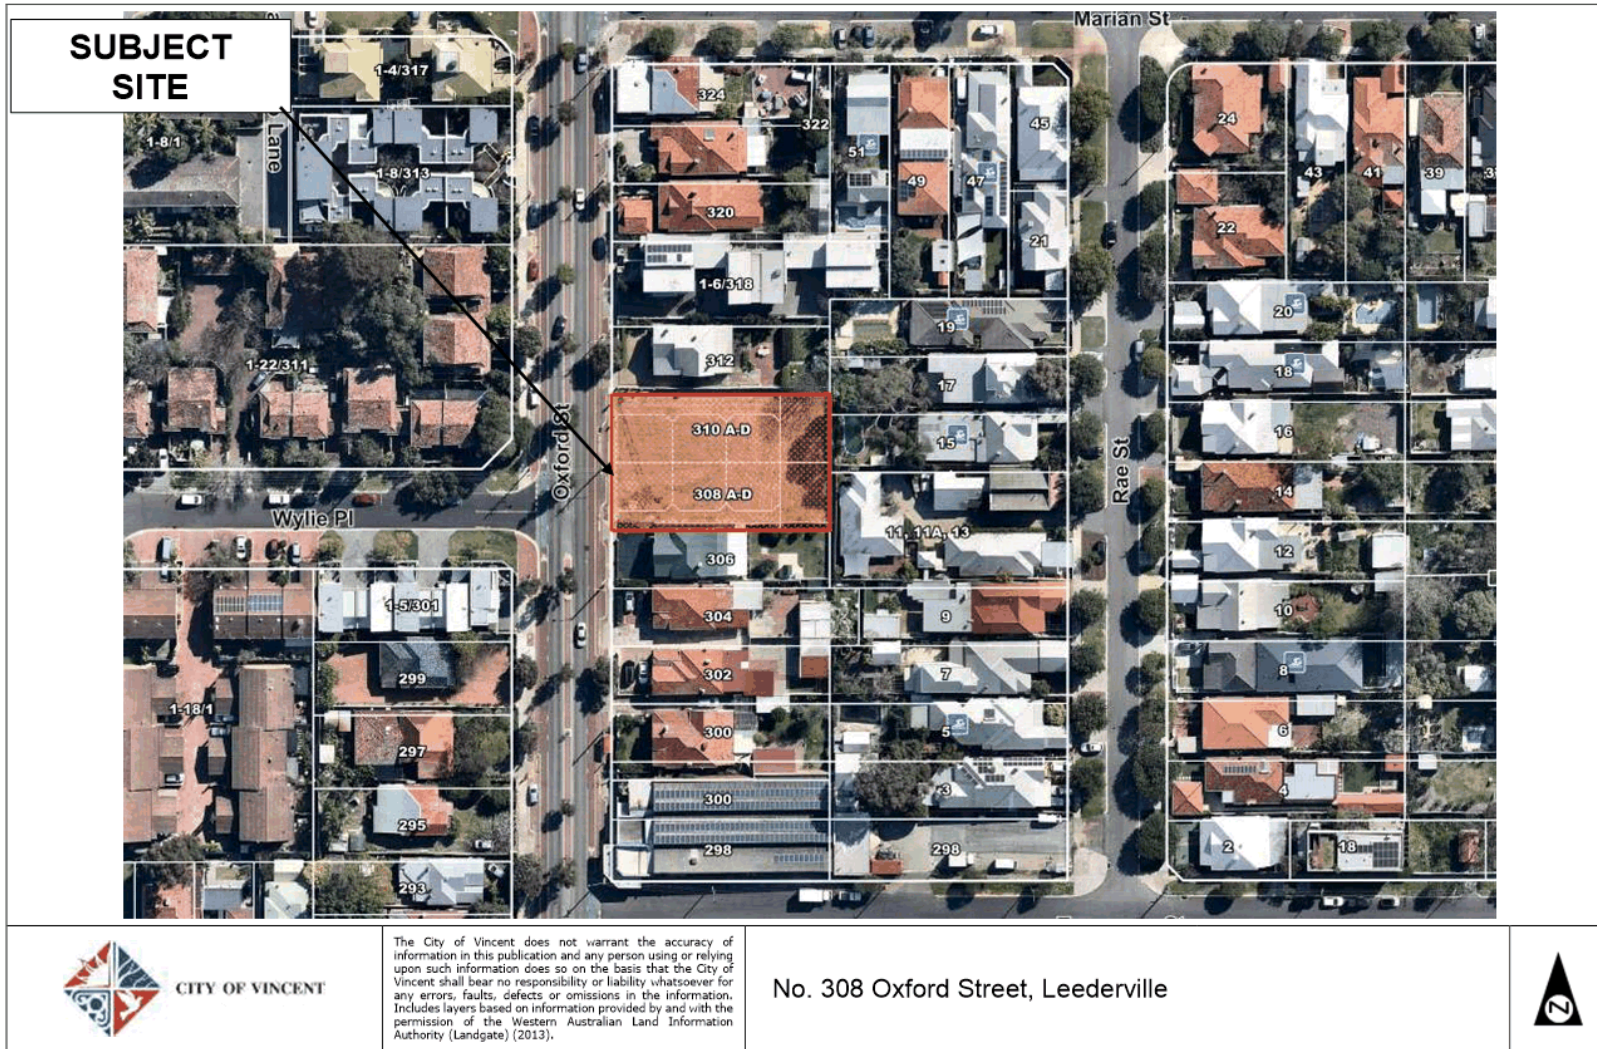 SUBJECT
SITE
Marian St
1-4/317
324
322
45
24
1-8/1
Lane
51
1-8/313
49
47
43
41
39
320
21
22
1-6/318
20
19
312
18
1-22/311
17
310 A-D
15
16
Oxford St
Rae St
308 A-D
14
Wylie Pl
11, 11A, 13
306
12
1-5/301
304
9
10
299
302
7
8
1-18/1
297
300
5
6
300
3
4
295
298
298
2
18
293
CITY OF VINCENT
The City of Vincent does not warrant the accuracy of
information in this publication and any person using or relying
upon such information does so on the basis that the City of
Vincent shall bear no responsibility or liability whatsoever for
any errors, faults, defects or omissions in the information.
Includes layers based on information provided by and with the
permission of the Western Australian Land Information
Authority (Landgate) (2013).
No. 308 Oxford Street, Leederville
N